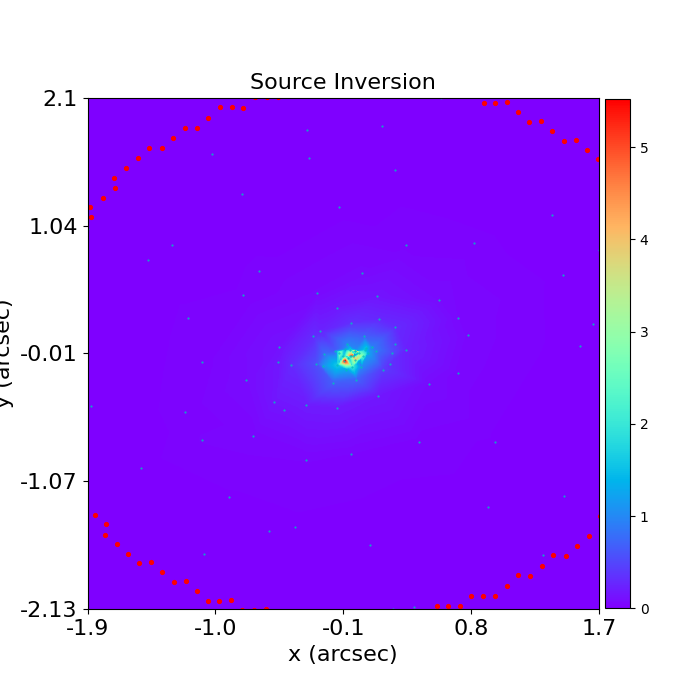 Source Inversion
2.1
1.04
-0.01
-1.07
-2.13
y (arcsec)
-1.9 -1.0 -0.1 0.8 1.7
x (arcsec)
5
4
3
2
1
0